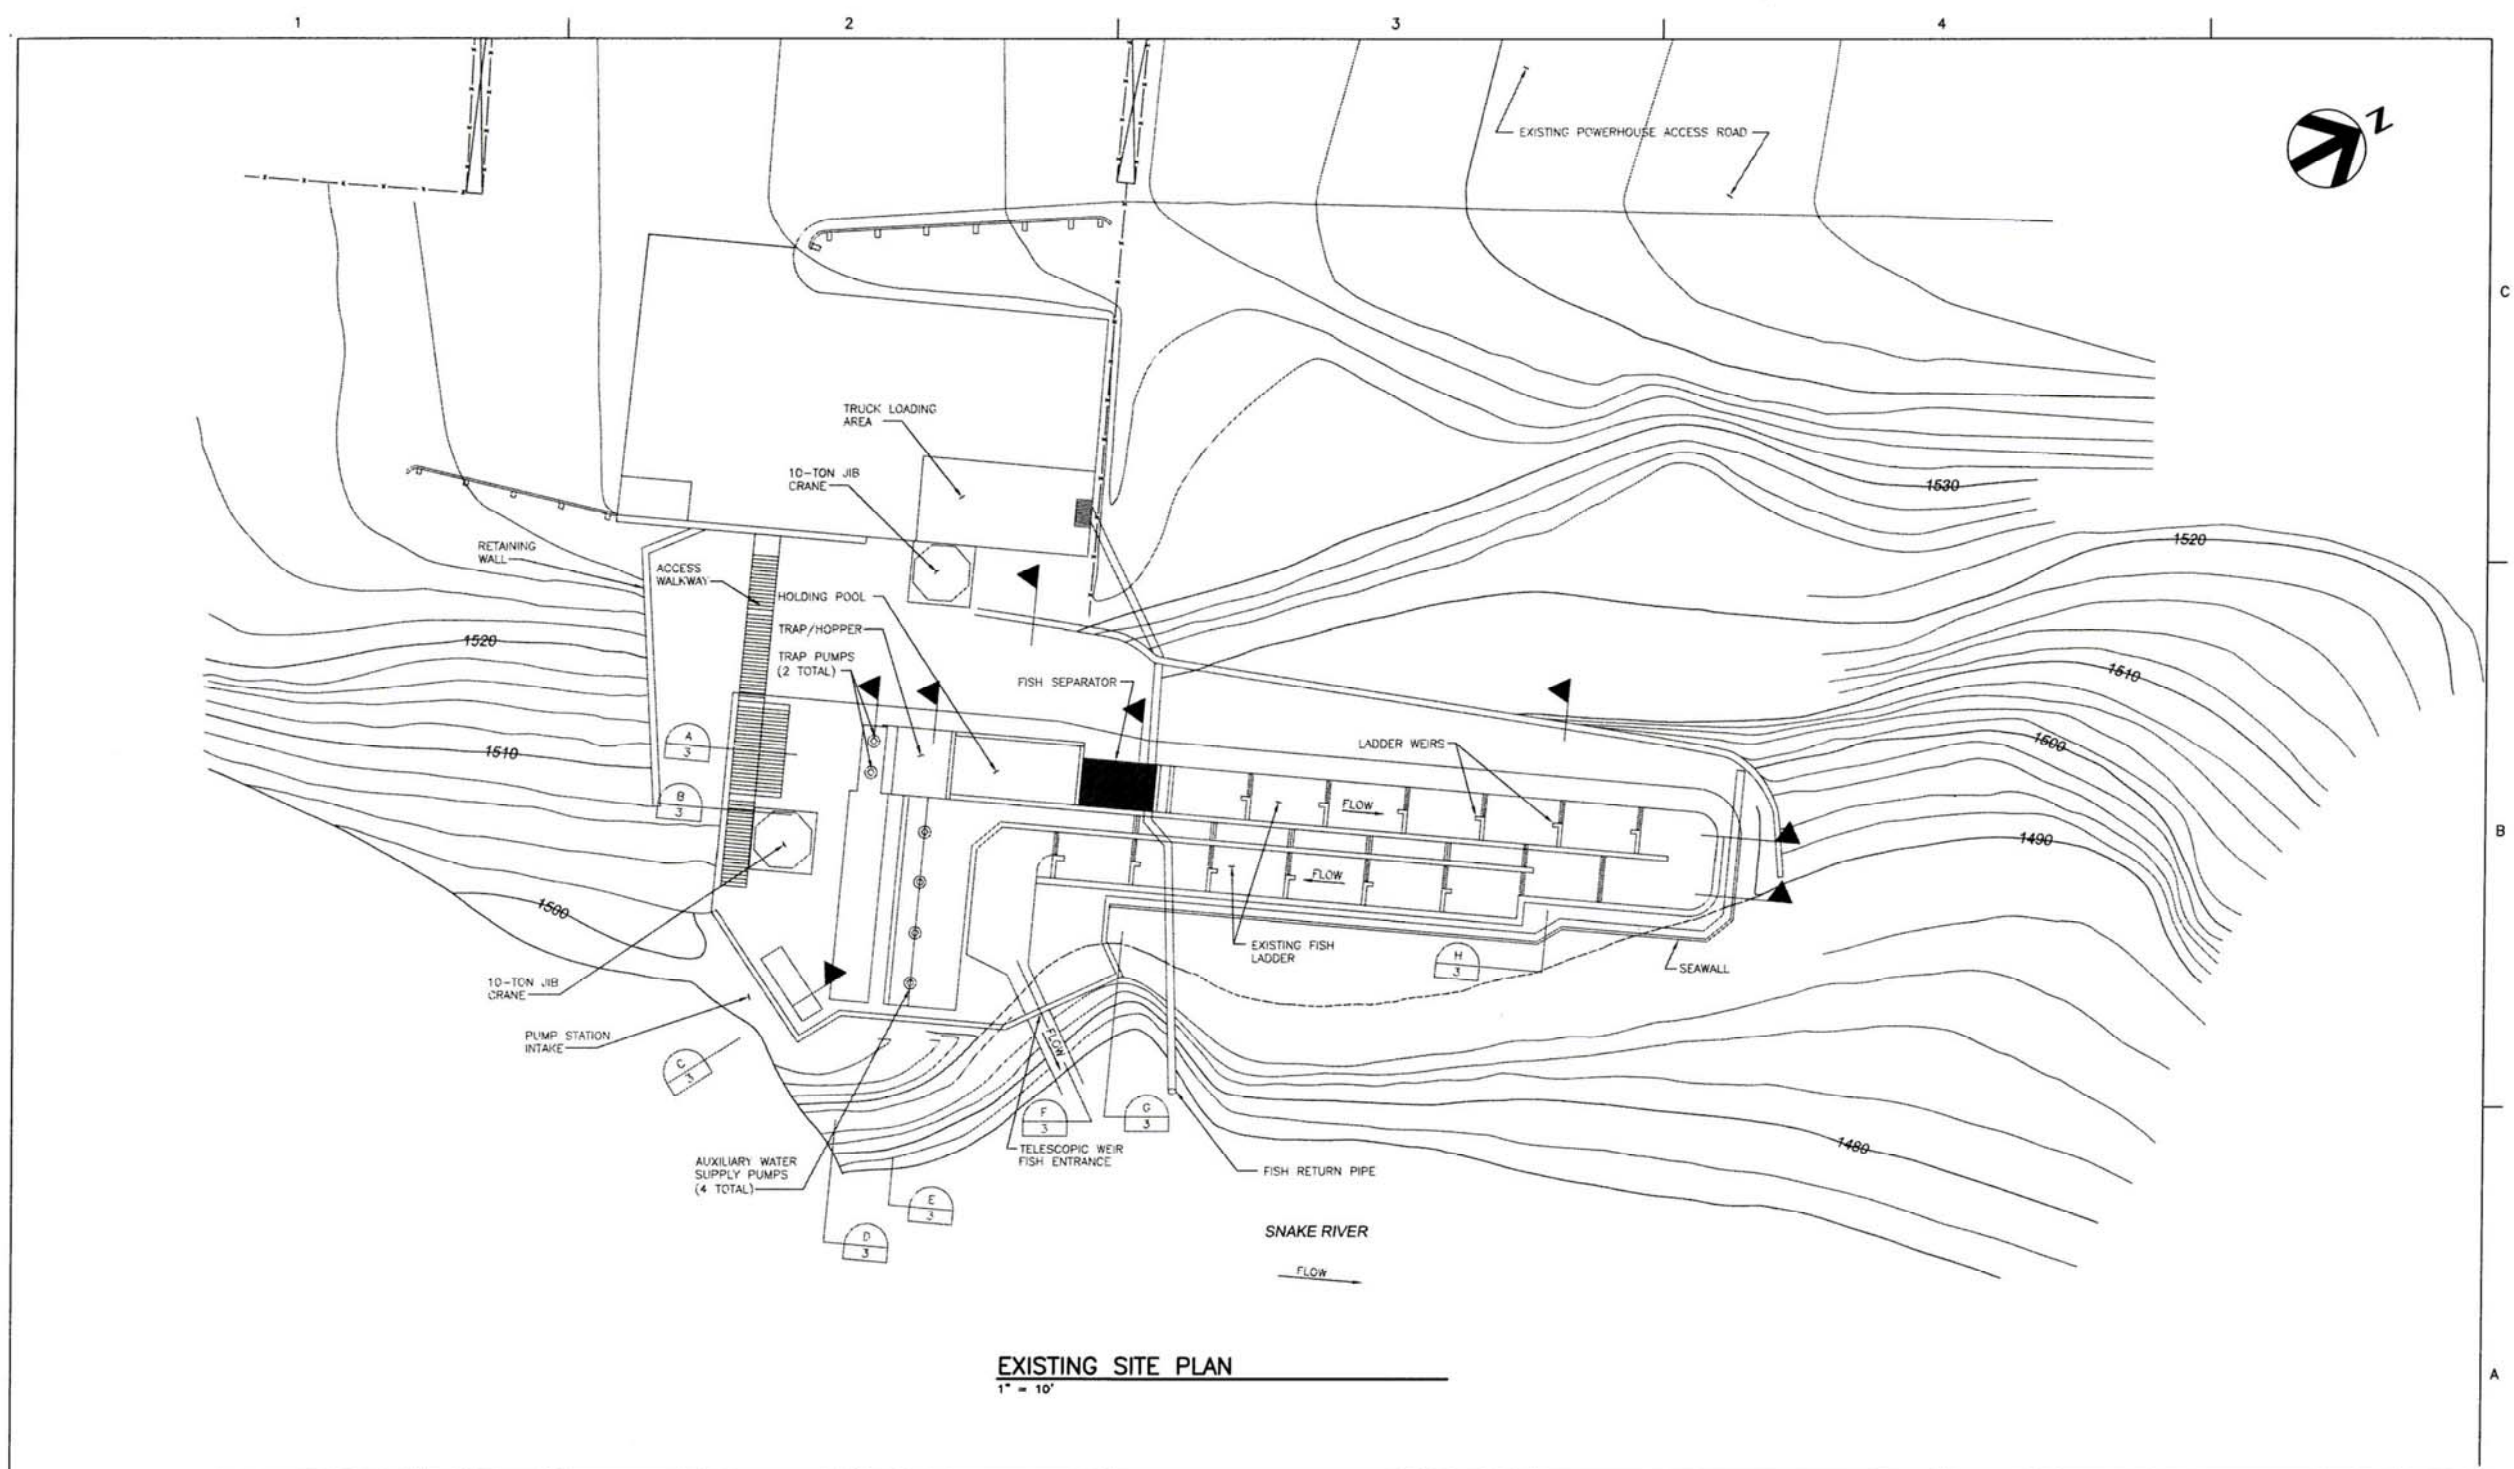 1
2
3
4
EXISTING POWERHOUSE ACCESS ROAD
Z
C
TRUCK LOADING
AREA
10-TON JIB
CRANE
1530
1520
RETAINING
WALL
ACCESS
WALKWAY
HOLDING POOL
TRAP/HOPPER
1520
TRAP PUMPS
(2 TOTAL)
FISH SEPARATOR
1510
A
3
LADDER WEIRS
1500
1510
B
3
FLOW
B
1490
FLOW
1500
EXISTING FISH
LADDER
H
3
SEAWALL
10-TON JIB
CRANE
PUMP STATION
INTAKE
FLOW
C
3
F
3
G
3
1480
TELESCOPIC WEIR
FISH ENTRANCE
AUXILIARY WATER
SUPPLY PUMPS
(4 TOTAL)
FISH RETURN PIPE
E
3
D
3
SNAKE RIVER
FLOW
EXISTING SITE PLAN
1" = 10'
A